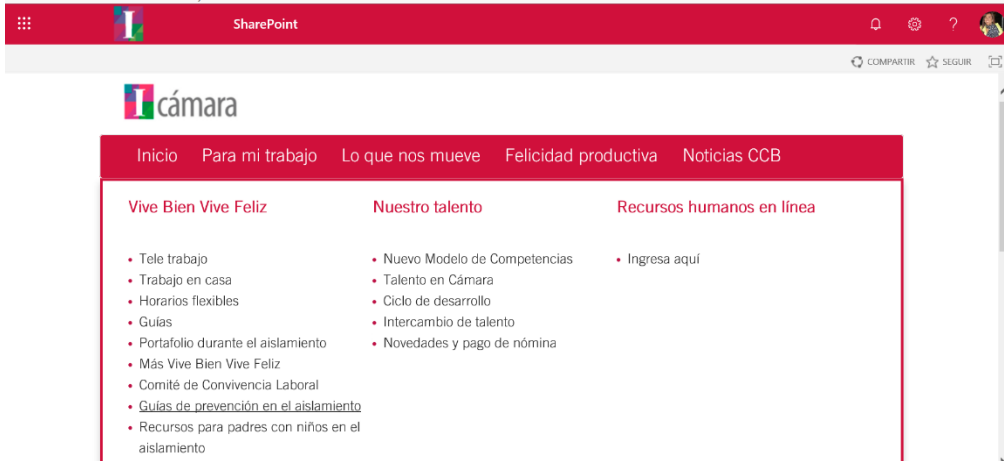 SharePoint
?
COMPARTIR SEGUIR
I cámara
Inicio Para mi trabajo Lo que nos mueve Felicidad productiva Noticias CCB
Vive Bien Vive Feliz
Tele trabajo
Trabajo en casa
Horarios flexibles
Guías
Portafolio durante el aislamiento
Más Vive Bien Vive Feliz
Comité de Convivencia Laboral
Guías de prevención en el aislamiento
Recursos para padres con niños en el
aislamiento
Nuestro talento
Nuevo Modelo de Competencias
Talento en Cámara
Ciclo de desarrollo
Intercambio de talento
Novedades y pago de nómina
Recursos humanos en línea
Ingresa aquí